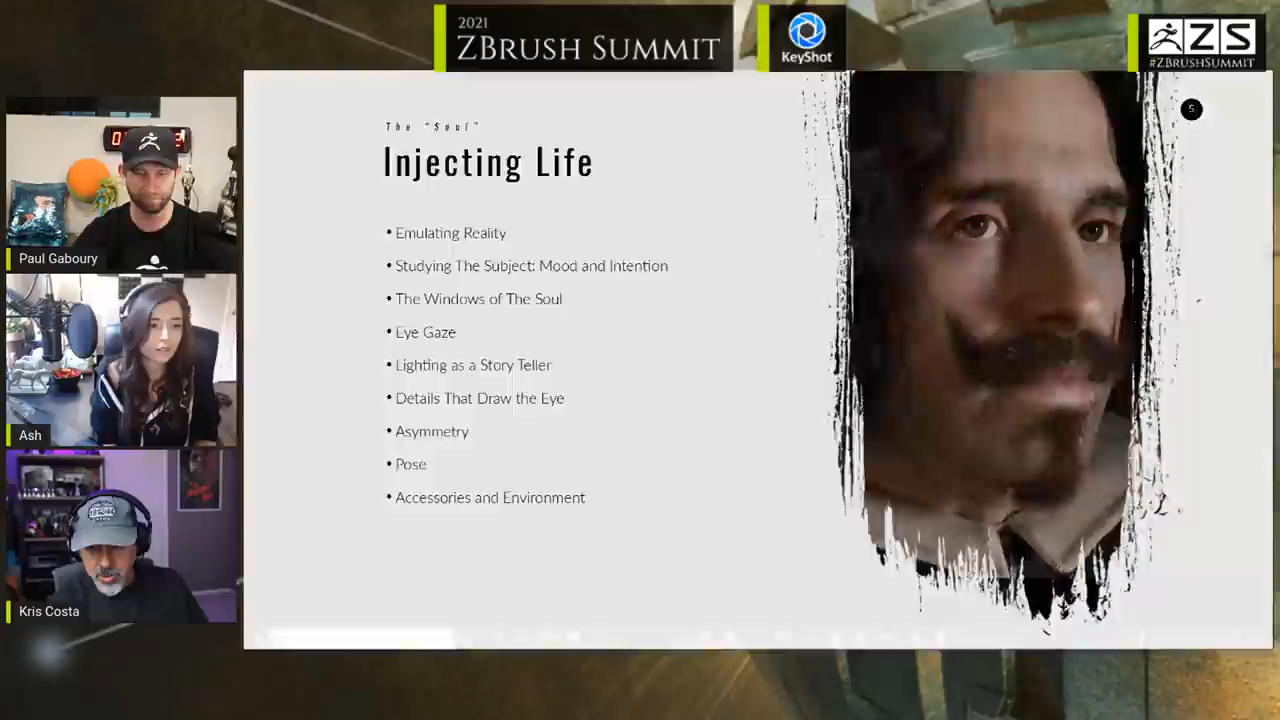 2021
ZBRUSH SUMMIT
KeyShot
ZS
#ZBRUSHSUMMIT
Paul Gaboury
Ash
Kris Costa
The "Soul"
Injecting Life
• Emulating Reality
• Studying The Subject: Mood and Intention
• The Windows of The Soul
• Eye Gaze
• Lighting as a Story Teller
• Details That Draw the Eye
• Asymmetry
• Pose
• Accessories and Environment
5